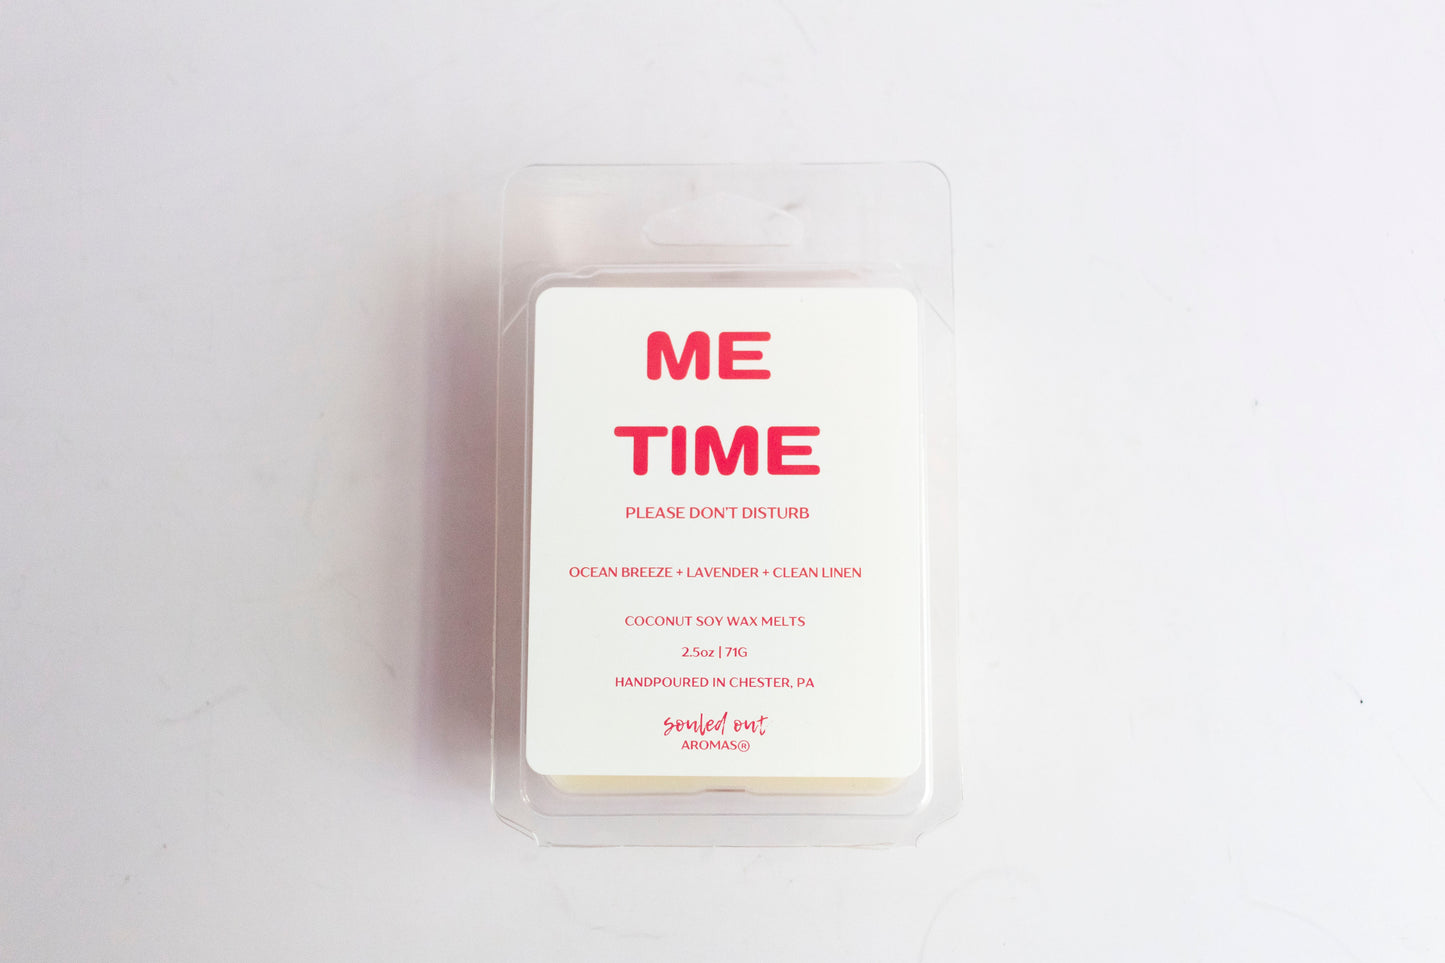 ME
TIME
PLEASE DON'T DISTURB
OCEAN BREEZE + LAVENDER + CLEAN LINEN
COCONUT SOY WAX MELTS
2.5oz | 71G
HANDPOURED IN CHESTER, PA
souled out
AROMAS®